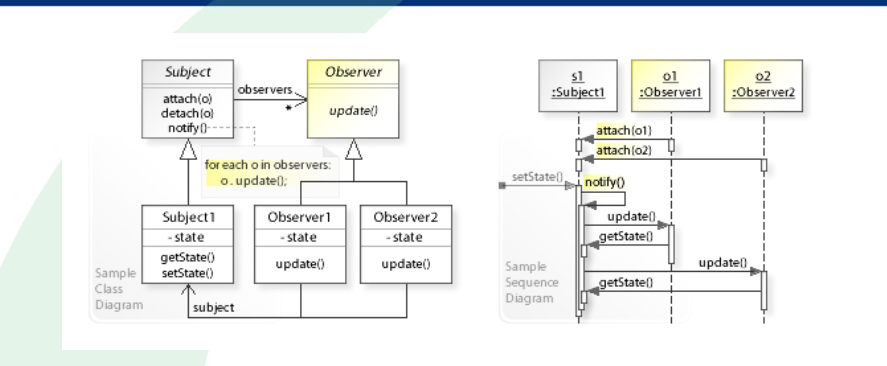 Subject
attach(o)
detach(o)
notify()
observers
*
Observer
update()
for each o in observers:
o . update();
Subject1
- state
getState()
setState()
Observer1
- state
update()
Observer2
- state
update()
subject
Sample
Class
Diagram
s1
:Subject1
o1
:Observer1
o2
:Observer2
attach(o1)
attach(o2)
setState()
notify()
update()
getState()
update()
getState()
Sample
Sequence
Diagram